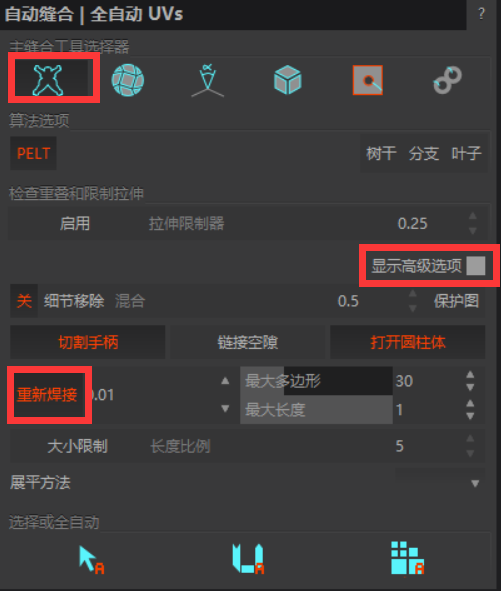 自动缝合 | 全自动 UVs ?
主缝合工具选择器
算法选项
PELT 树干 分支 叶子
检查重叠和限制拉伸
启用 拉伸限制器 0.25
显示高级选项
关 细节移除 混合 0.5 保护图
切割手柄 链接空隙 打开圆柱体
重新焊接 0.01 最大多边形 30
最大长度 1
大小限制 长度比例 5
展平方法
选择或全自动
A A A